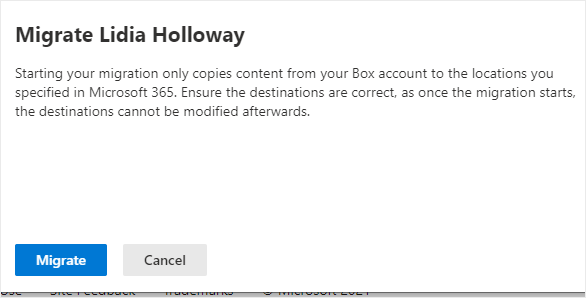 Migrate Lidia Holloway
Starting your migration only copies content from your Box account to the locations you
specified in Microsoft 365. Ensure the destinations are correct, as once the migration starts,
the destinations cannot be modified afterwards.
Migrate Cancel
Use Site Feedback Trademarks © Microsoft 2021